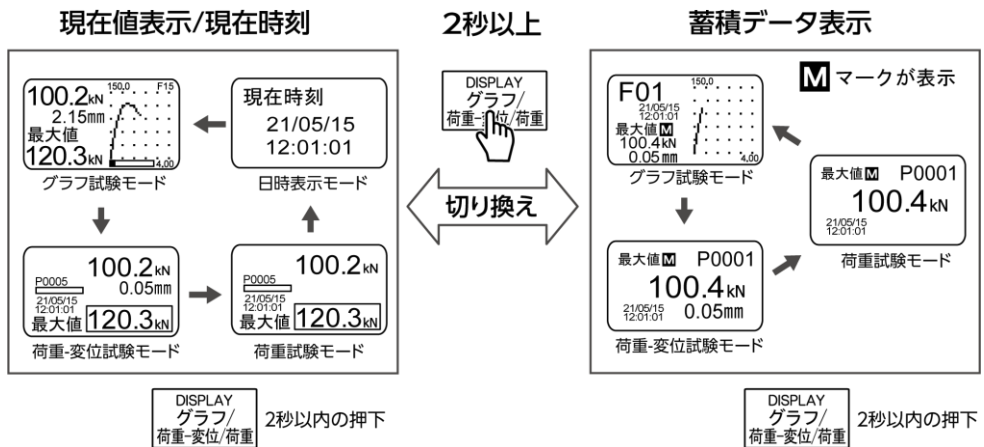 現在値表示/現在時刻
2秒以上
蓄積データ表示
100.2kN
2.15mm
最大値
120.3kN
150.0
F15
4.00
グラフ試験モード
現在時刻
21/05/15
12:01:01
日時表示モード
P0005
100.2kN
0.05mm
21/05/15
12:01:01
最大値 120.3kN
荷重-変位試験モード
P0005
100.2kN
21/05/15
12:01:01
最大値 120.3kN
荷重試験モード
DISPLAY
グラフ/
荷重-変位/荷重
2秒以内の押下
DISPLAY
グラフ/
荷重-変位/荷重
切り換え
M マークが表示
F01
21/05/15
12:01:01
最大値M
100.4kN
0.05mm
150.0
4.00
グラフ試験モード
最大値M P0001
100.4kN
21/05/15
12:01:01
荷重試験モード
最大値M P0001
100.4kN
21/05/15
12:01:01
0.05mm
荷重-変位試験モード
DISPLAY
グラフ/
荷重-変位/荷重
2秒以内の押下